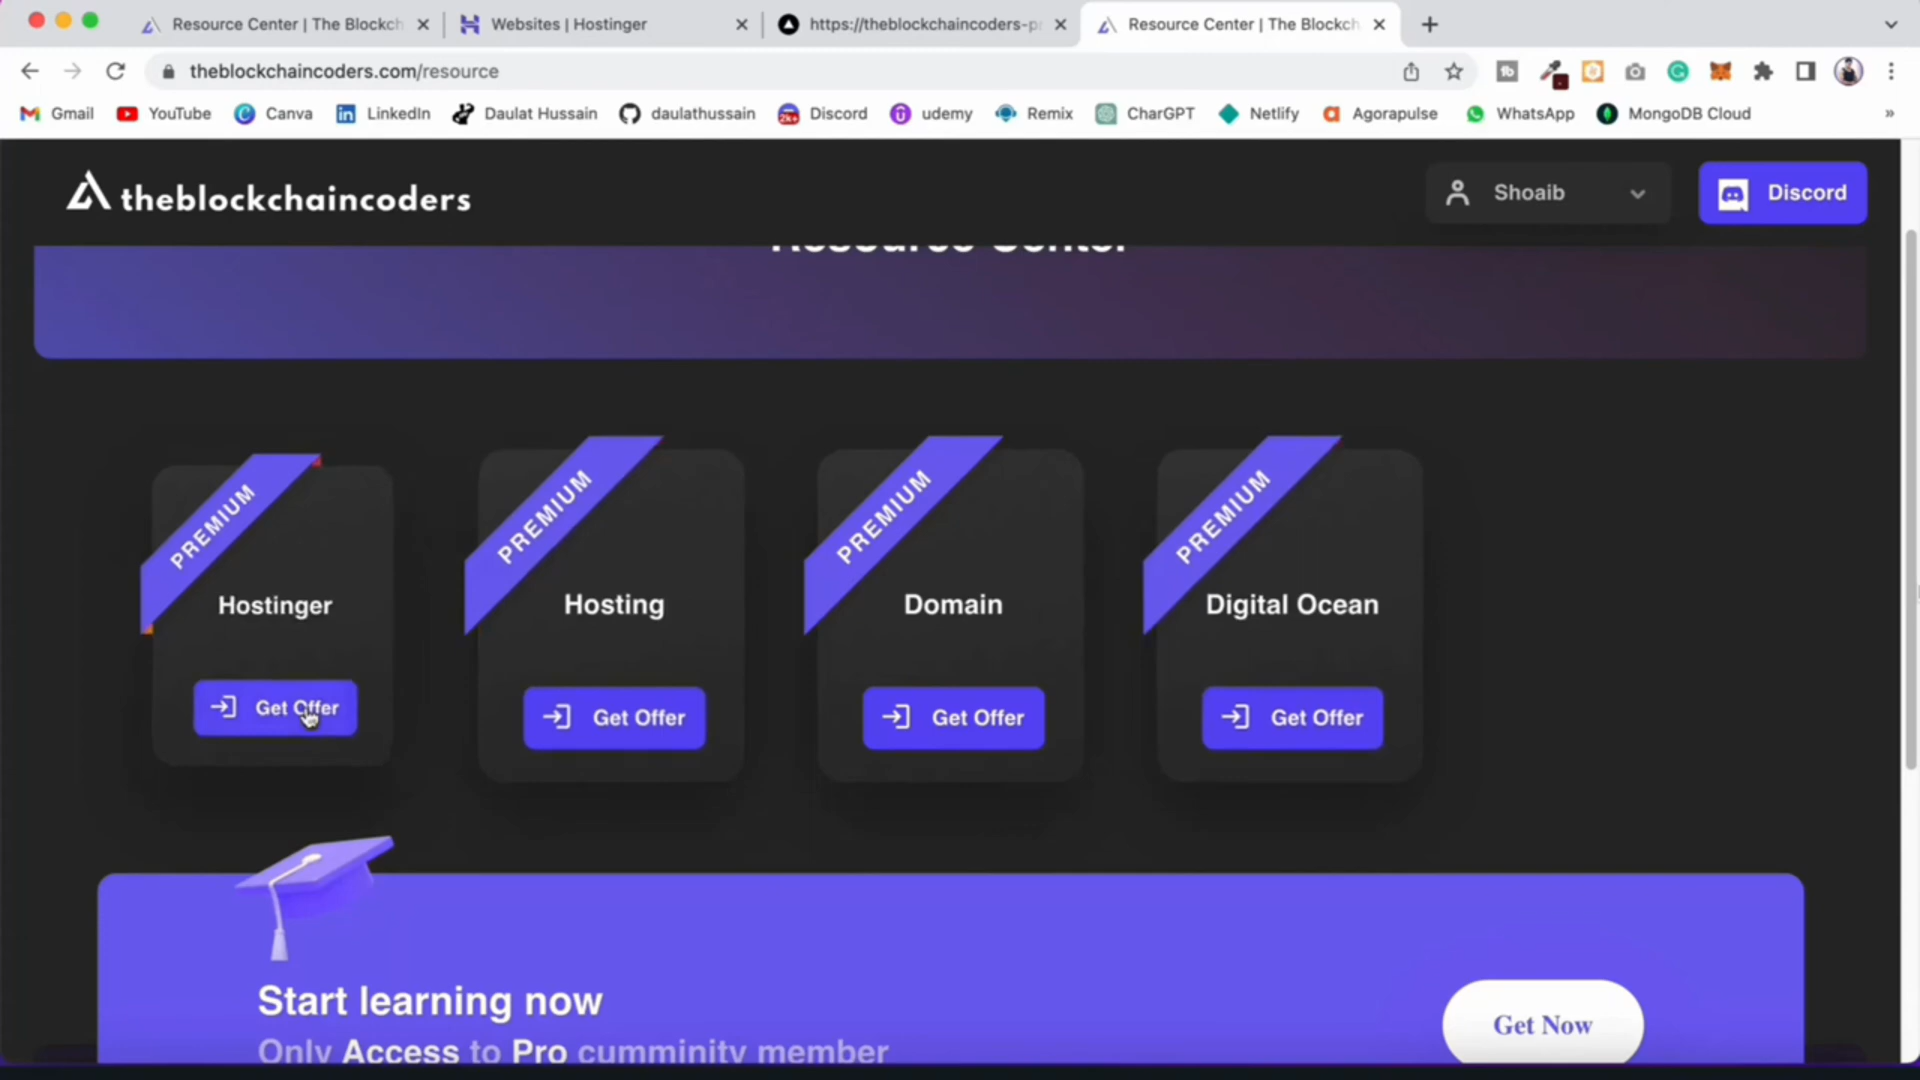 Resource Center | The Blockch
Websites | Hostinger
https://theblockchaincoders-p
Resource Center | The Blockch
theblockchaincoders.com/resource
Gmail
YouTube
Canva
LinkedIn
Daulat Hussain
daulathussain
Discord
udemy
Remix
CharGPT
Netlify
Agorapulse
WhatsApp
MongoDB Cloud
»
theblockchaincoders
Shoaib
Discord
Resource Center
PREMIUM
Hostinger
Get Offer
PREMIUM
Hosting
Get Offer
PREMIUM
Domain
Get Offer
PREMIUM
Digital Ocean
Get Offer
Start learning now
Only Access to Pro cumminity member
Get Now